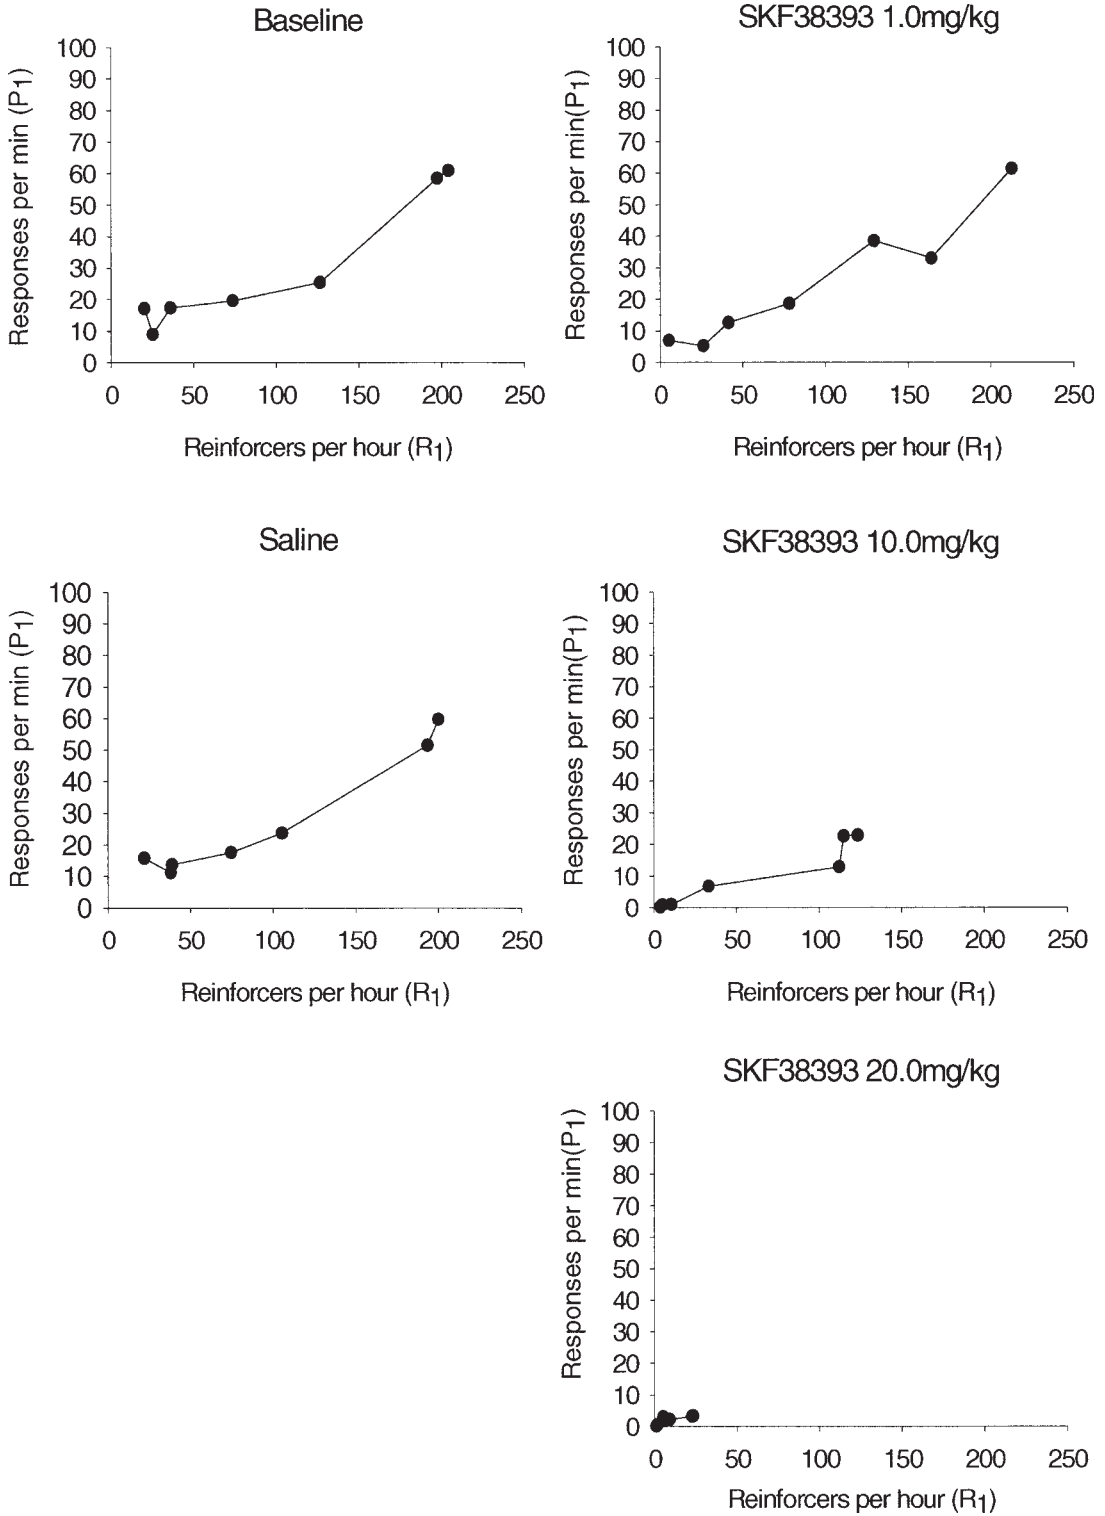 Baseline
100
90
80
70
60
50
40
30
20
10
0
Responses per min (P1)
0 50 100 150 200 250
Reinforcers per hour (R1)
SKF38393 1.0mg/kg
100
90
80
70
60
50
40
30
20
10
0
Responses per min(P1)
0 50 100 150 200 250
Reinforcers per hour (R1)
Saline
100
90
80
70
60
50
40
30
20
10
0
Responses per min (P1)
0 50 100 150 200 250
Reinforcers per hour (R1)
SKF38393 10.0mg/kg
100
90
80
70
60
50
40
30
20
10
0
Responses per min(P1)
0 50 100 150 200 250
Reinforcers per hour (R1)
SKF38393 20.0mg/kg
100
90
80
70
60
50
40
30
20
10
0
Responses per min(P1)
0 50 100 150 200 250
Reinforcers per hour (R1)